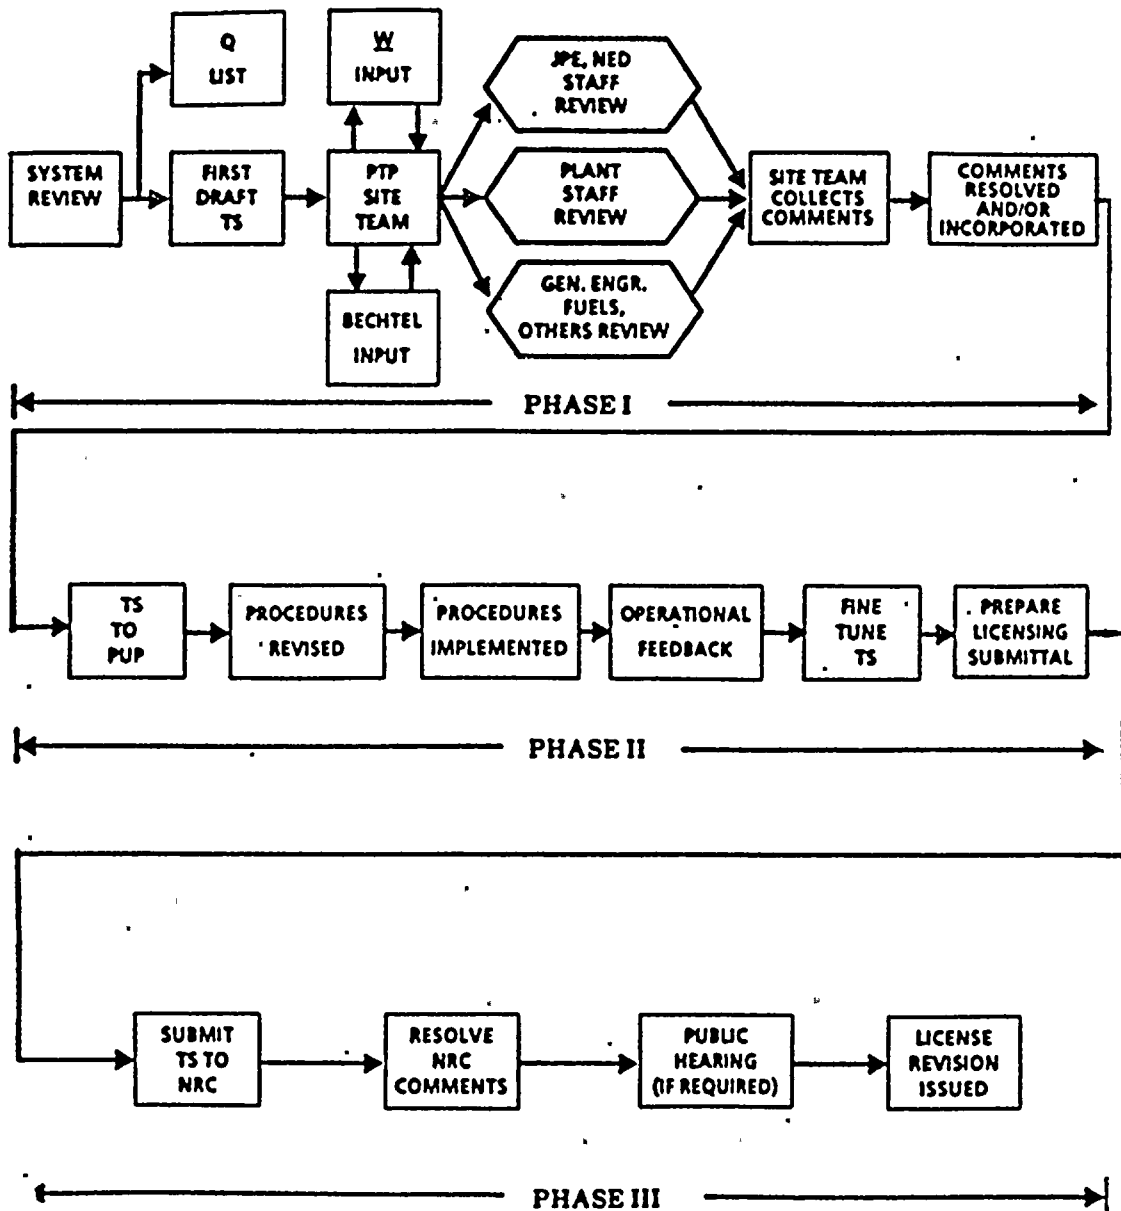 Q
LIST
W
INPUT
JPE, NED
STAFF
REVIEW
SYSTEM
REVIEW
FIRST
DRAFT
TS
PTP
SITE
TEAM
PLANT
STAFF
REVIEW
SITE TEAM
COLLECTS
COMMENTS
COMMENTS
RESOLVED
AND/OR
INCORPORATED
BECHTEL
INPUT
GEN. ENGR.
FUELS,
OTHERS REVIEW
PHASE I
TS
TO
PUP
PROCEDURES
REVISED
PROCEDURES
IMPLEMENTED
OPERATIONAL
FEEDBACK
FINE
TUNE
TS
PREPARE
LICENSING
SUBMITTAL
PHASE II
SUBMIT
TS TO
NRC
RESOLVE
NRC
COMMENTS
PUBLIC
HEARING
(IF REQUIRED)
LICENSE
REVISION
ISSUED
PHASE III